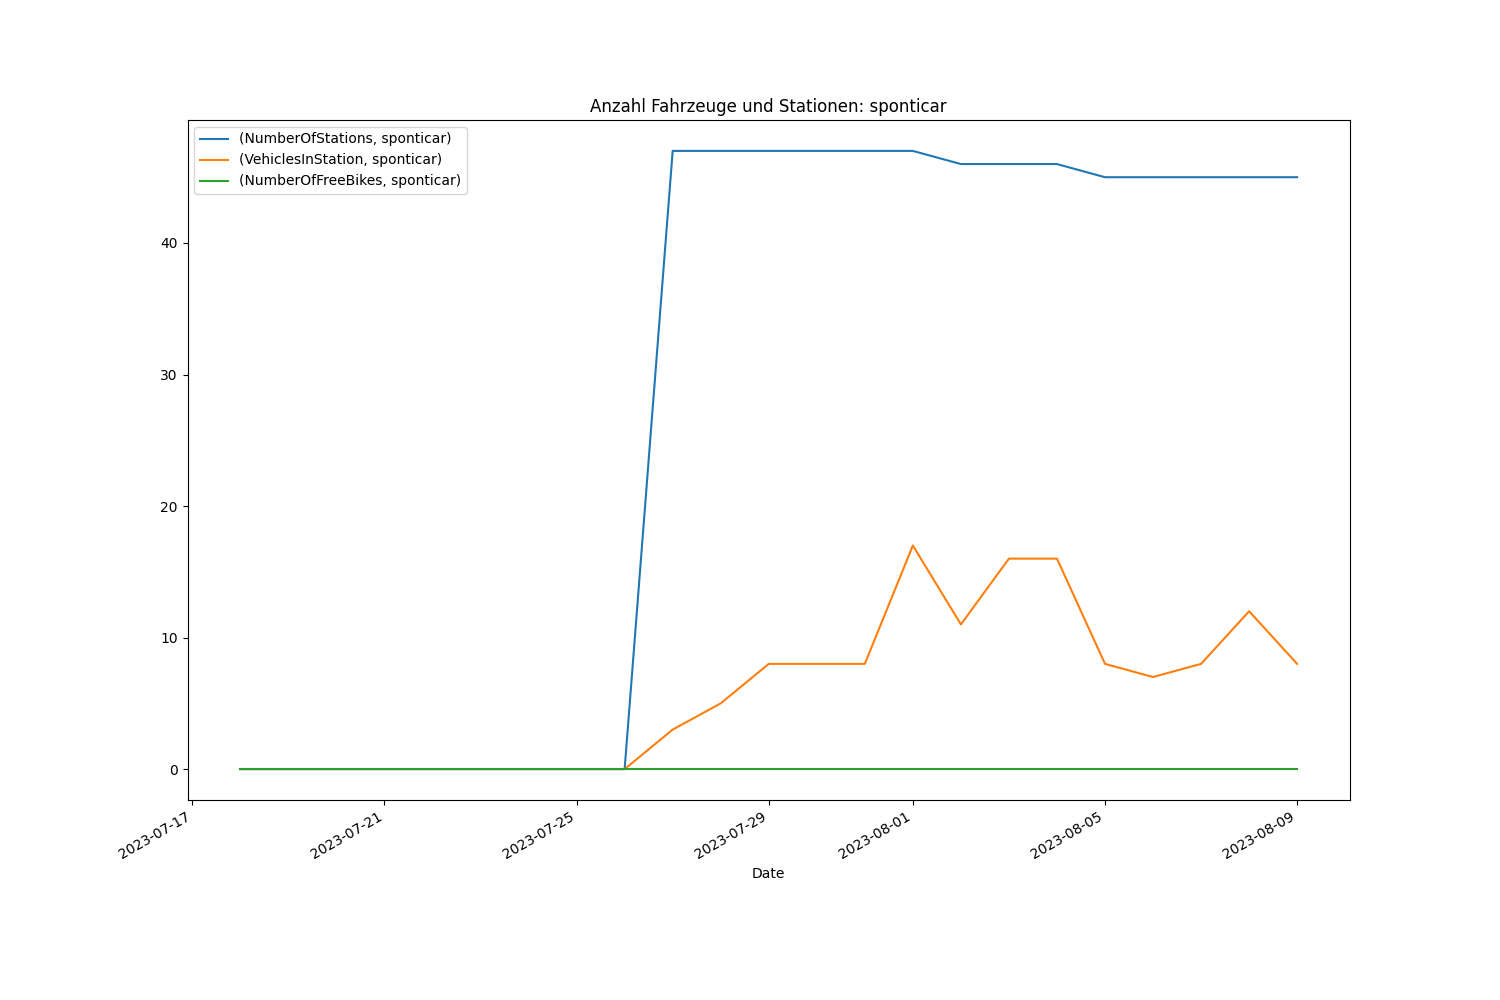 Anzahl Fahrzeuge und Stationen: sponticar
(NumberOfStations, sponticar)
(VehiclesInStation, sponticar)
(NumberOfFreeBikes, sponticar)
40
30
20
10
0
2023-07-17
2023-07-21
2023-07-25
2023-07-29
2023-08-01
2023-08-05
2023-08-09
Date